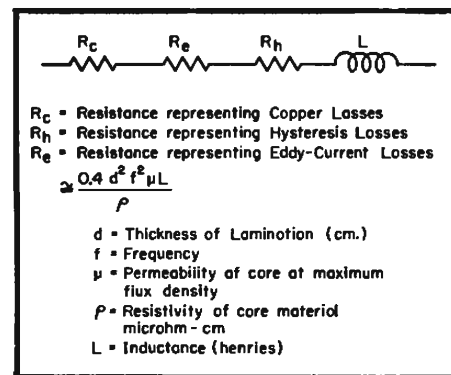 Rc Re Rh L
Rc = Resistance representing Copper Losses
Rh = Resistance representing Hysteresis Losses
Re = Resistance representing Eddy-Current Losses
≃ 0.4 d² f² μL / ρ
d = Thickness of Lamination (cm.)
f = Frequency
μ = Permeability of core at maximum
flux density
ρ = Resistivity of core material
microhm-cm
L = Inductance (henries)